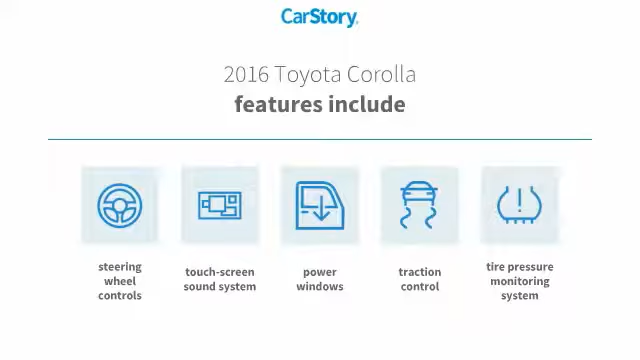 CarStory
2016 Toyota Corolla
features include
steering
wheel
controls
touch-screen
sound system
power
windows
traction
control
tire pressure
monitoring
system